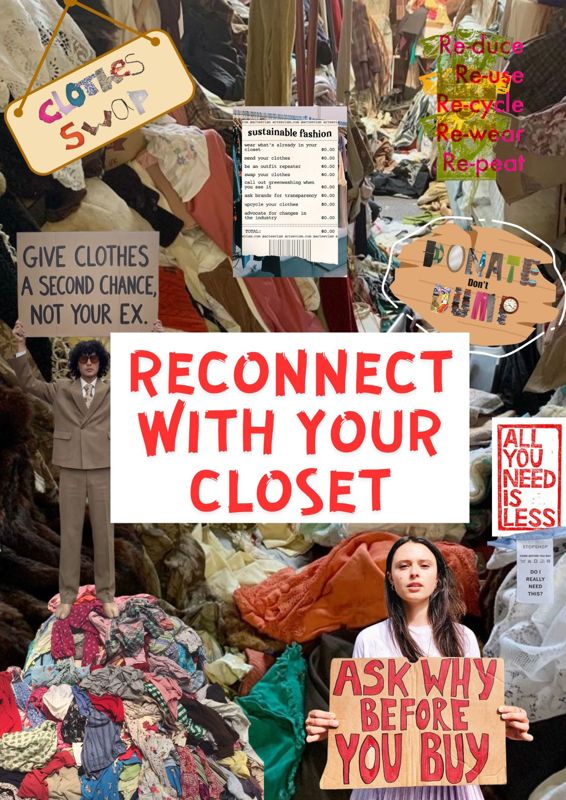 CLOTHES
SWAP
Re-duce
Re-use
Re-cycle
Re-wear
Re-peat
sustainable fashion
wear what's already in your
closet $0.00
mend your clothes $0.00
be an outfit repeater $0.00
swap your clothes $0.00
call out greenwashing when
you see it $0.00
ask brands for transparency $0.00
upcycle your clothes $0.00
advocate for changes in
the industry $0.00
TOTAL: $0.00
DONATE
Don't
DUMP
GIVE CLOTHES
A SECOND CHANCE,
NOT YOUR EX.
RECONNECT
WITH YOUR
CLOSET
ALL
YOU
NEED
IS
LESS
STOPSHOP
THINK BEFORE YOU BUY
DO I
REALLY
NEED
THIS?
ASK WHY
BEFORE
YOU BUY